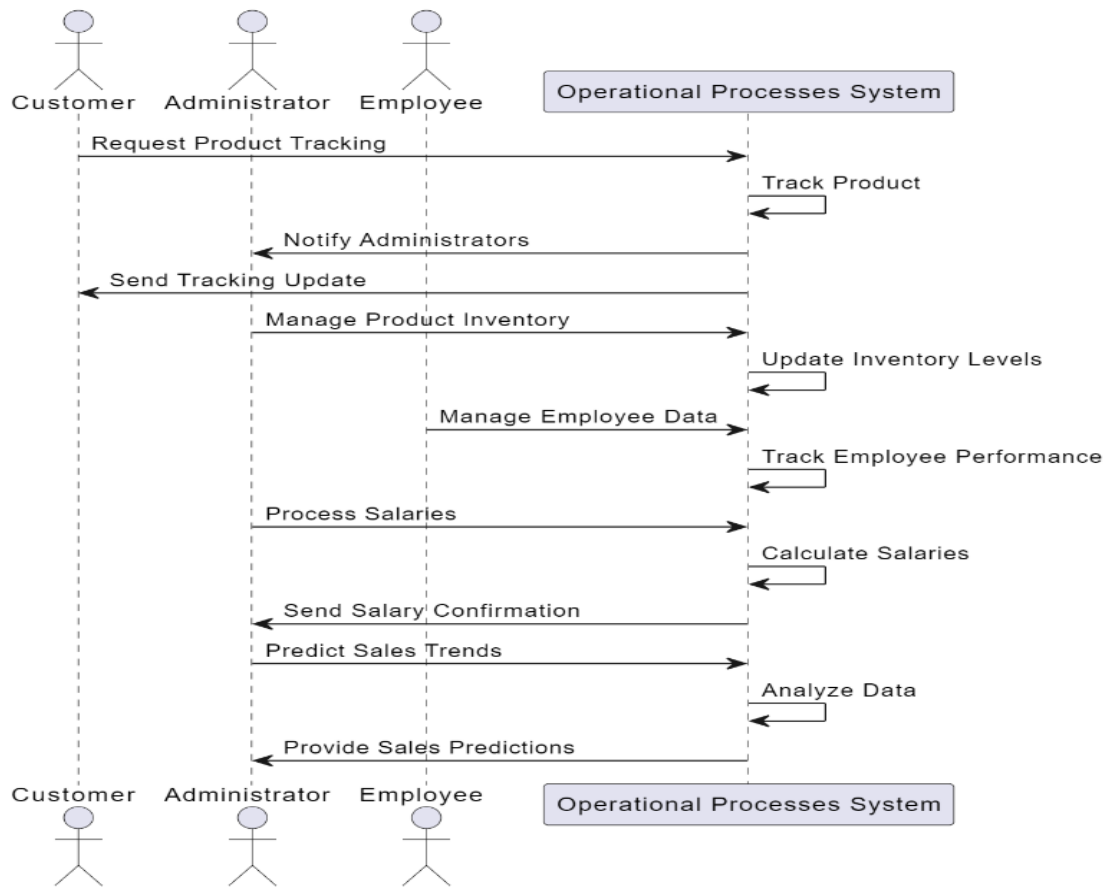 Customer Administrator Employee Operational Processes System
Request Product Tracking
Track Product
Notify Administrators
Send Tracking Update
Manage Product Inventory
Update Inventory Levels
Manage Employee Data
Track Employee Performance
Process Salaries
Calculate Salaries
Send Salary Confirmation
Predict Sales Trends
Analyze Data
Provide Sales Predictions
Customer Administrator Employee Operational Processes System